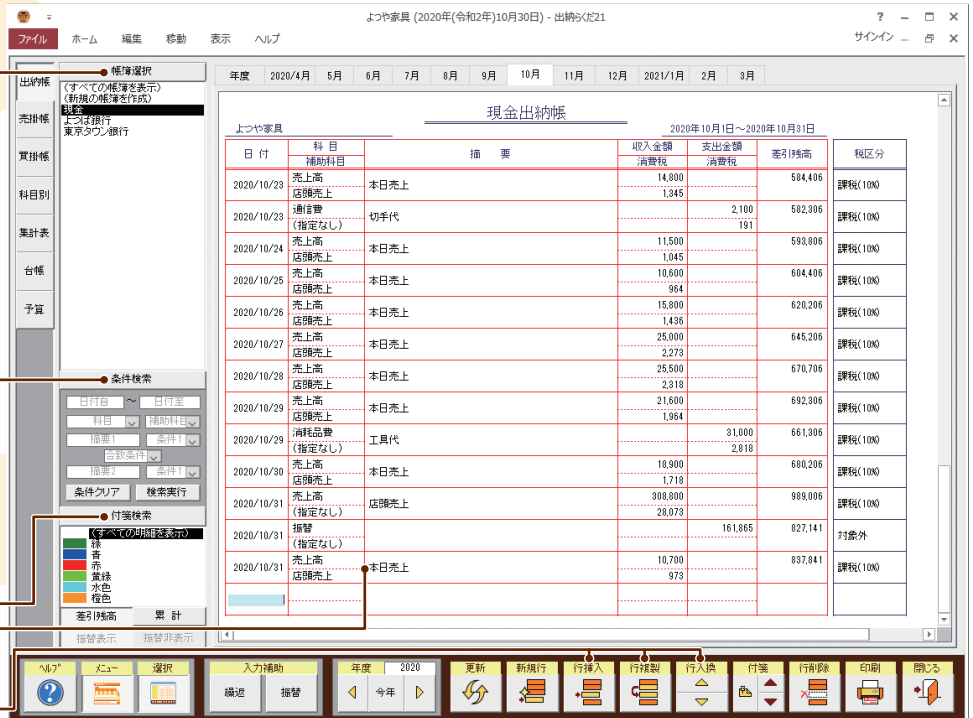 よつや家具 (2020年(令和2年)10月30日) - 出納らくだ21
ファイル ホーム 編集 移動 表示 ヘルプ サインイン
出納帳
売掛帳
買掛帳
科目別
集計表
台帳
予算
帳簿選択
(すべての帳簿を表示)
(新規の帳簿を作成)
現金
よつば銀行
東京タウン銀行
条件検索
日付自 ～ 日付至
科目 補助科目
摘要1 条件1
合致条件
摘要2 条件1
条件クリア 検索実行
付箋検索
(すべての明細を表示)
緑
青
赤
黄緑
水色
橙色
差引残高 累 計
振替表示 振替非表示
年度 2020/4月 5月 6月 7月 8月 9月 10月 11月 12月 2021/1月 2月 3月
現金出納帳
よつや家具 2020年10月1日～2020年10月31日
日 付 科 目 摘 要 収入金額 支出金額 差引残高 税区分
補助科目 消費税 消費税
2020/10/23 売上高 本日売上 14,800 584,406 課税(10%)
店頭売上 1,345
2020/10/23 通信費 切手代 2,100 582,306 課税(10%)
(指定なし) 191
2020/10/24 売上高 本日売上 11,500 593,806 課税(10%)
店頭売上 1,045
2020/10/25 売上高 本日売上 10,600 604,406 課税(10%)
店頭売上 964
2020/10/26 売上高 本日売上 15,800 620,206 課税(10%)
店頭売上 1,436
2020/10/27 売上高 本日売上 25,000 645,206 課税(10%)
店頭売上 2,273
2020/10/28 売上高 本日売上 25,500 670,706 課税(10%)
店頭売上 2,318
2020/10/29 売上高 本日売上 21,600 692,306 課税(10%)
店頭売上 1,964
2020/10/29 消耗品費 工具代 31,000 661,306 課税(10%)
(指定なし) 2,818
2020/10/30 売上高 本日売上 18,900 680,206 課税(10%)
店頭売上 1,718
2020/10/31 売上高 店頭売上 308,800 989,006 課税(10%)
(指定なし) 28,073
2020/10/31 振替 161,865 827,141 対象外
(指定なし)
2020/10/31 売上高 本日売上 10,700 837,841 課税(10%)
店頭売上 973
ヘルプ メニュー 選択 入力補助 年度 2020 更新 新規行 行挿入 行複製 行入換 付箋 行削除 印刷 閉じる
繰返 振替 今年